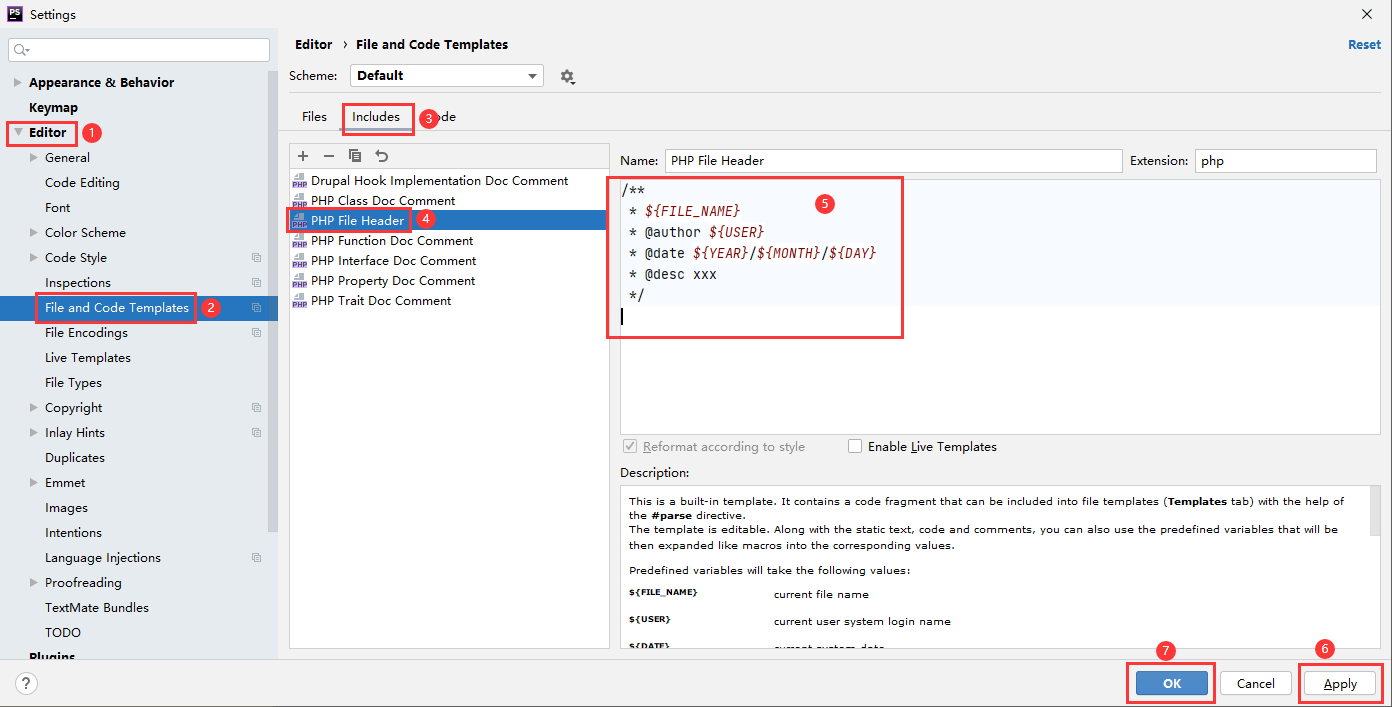 PS Settings
Editor › File and Code Templates
Reset
Scheme: Default
Appearance & Behavior
Keymap
Editor 1
General
Code Editing
Font
Color Scheme
Code Style
Inspections
File and Code Templates 2
File Encodings
Live Templates
File Types
Copyright
Inlay Hints
Duplicates
Emmet
Images
Intentions
Language Injections
Proofreading
TextMate Bundles
TODO
Plugins
Files Includes 3 de
Drupal Hook Implementation Doc Comment
PHP Class Doc Comment
PHP File Header 4
PHP Function Doc Comment
PHP Interface Doc Comment
PHP Property Doc Comment
PHP Trait Doc Comment
Name: PHP File Header Extension: php
/**
* ${FILE_NAME} 5
* @author ${USER}
* @date ${YEAR}/${MONTH}/${DAY}
* @desc xxx
*/
Reformat according to style Enable Live Templates
Description:
This is a built-in template. It contains a code fragment that can be included into file templates (Templates tab) with the help of
the #parse directive.
The template is editable. Along with the static text, code and comments, you can also use the predefined variables that will be
then expanded like macros into the corresponding values.
Predefined variables will take the following values:
${FILE_NAME} current file name
${USER} current user system login name
${DATE} current system date
7 6
? OK Cancel Apply